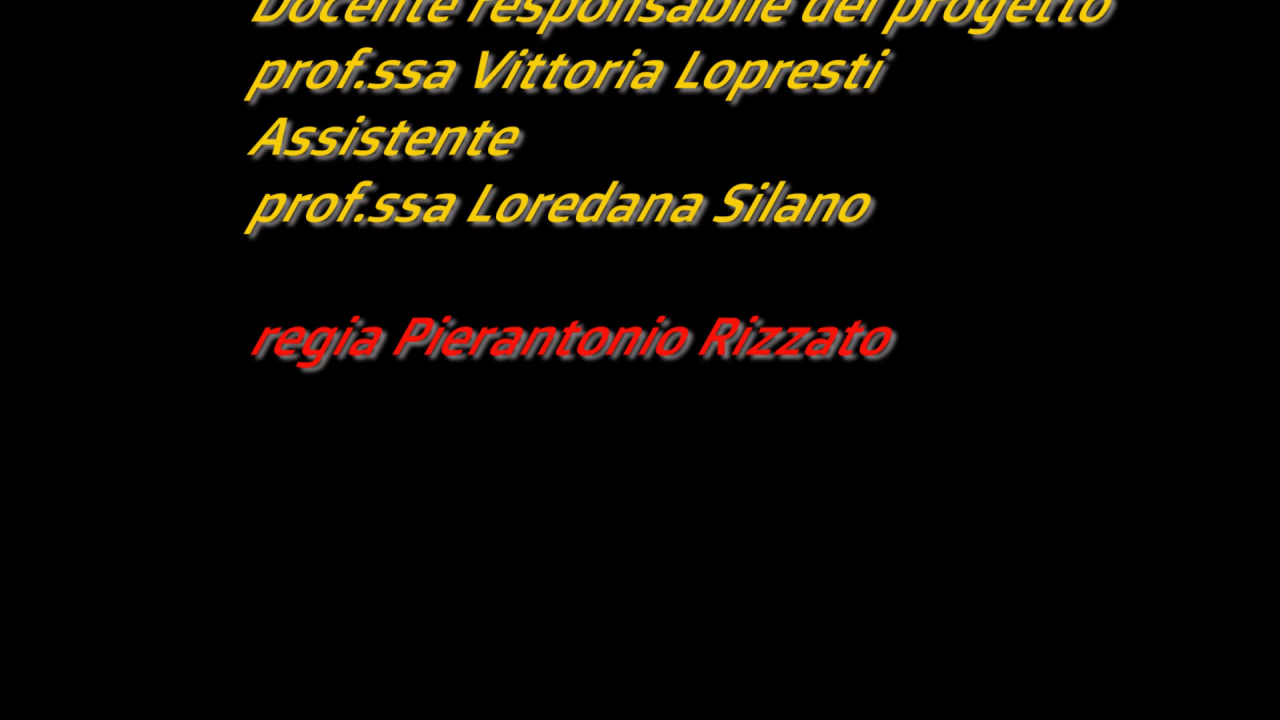 Docente responsabile del progetto
prof.ssa Vittoria Lopresti
Assistente
prof.ssa Loredana Silano
regia Pierantonio Rizzato